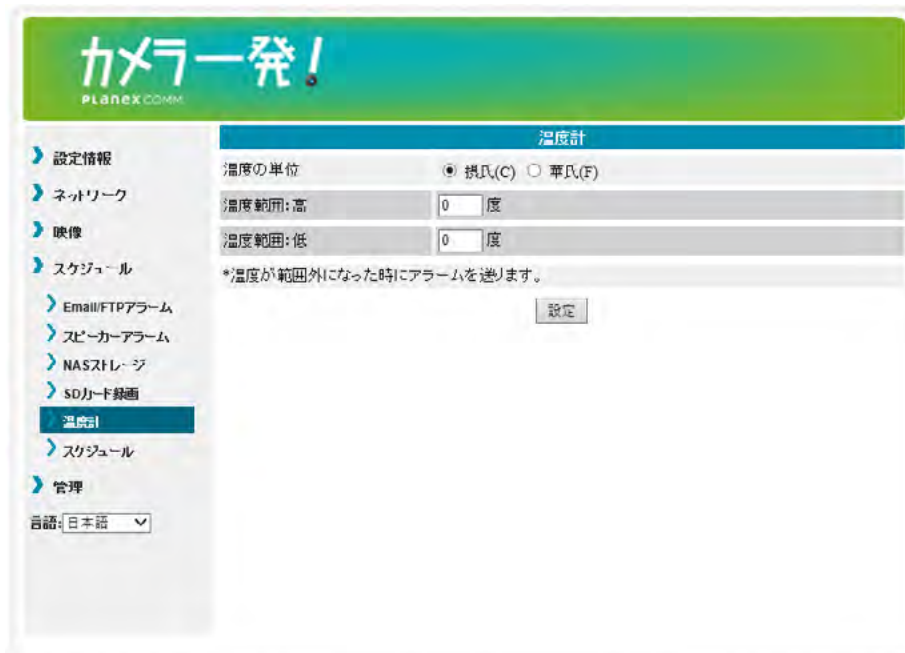 カメラ一発!
PLANEX COMM
設定情報
ネットワーク
映像
スケジュール
Email/FTPアラーム
スピーカーアラーム
NASストレージ
SDカード録画
温度計
スケジュール
管理
言語: 日本語
温度計
温度の単位 摂氏(C) 華氏(F)
温度範囲:高 0 度
温度範囲:低 0 度
*温度が範囲外になった時にアラームを送ります。
設定